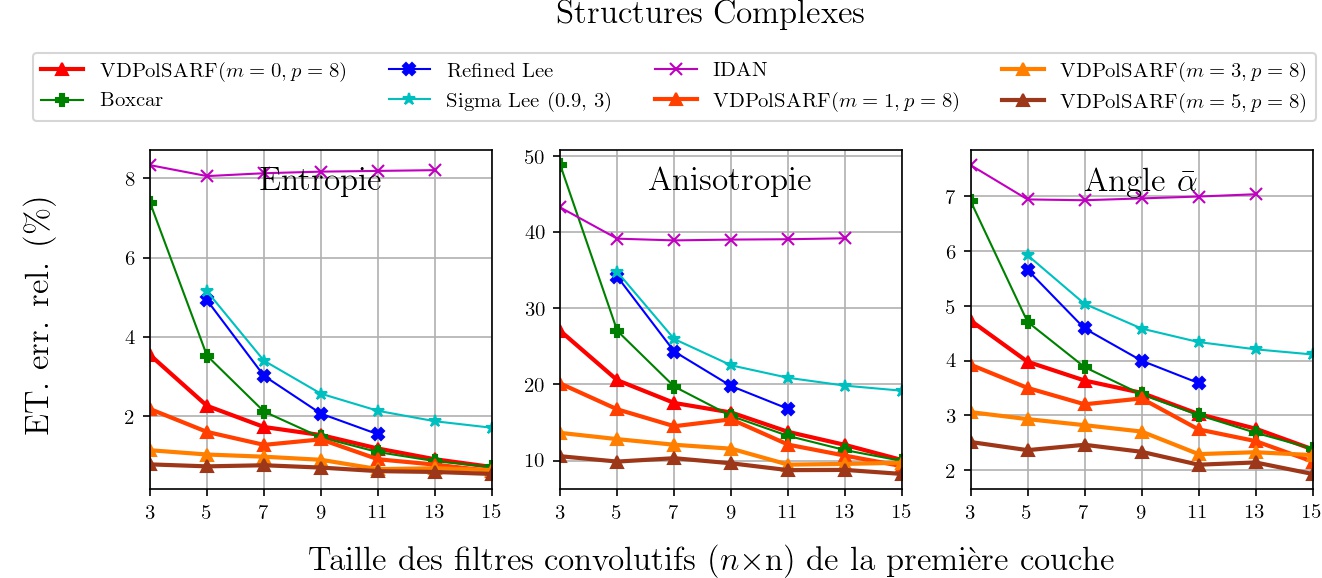 Structures Complexes
VDPolSARF(m = 0, p = 8)
Boxcar
Refined Lee
Sigma Lee (0.9, 3)
IDAN
VDPolSARF(m = 1, p = 8)
VDPolSARF(m = 3, p = 8)
VDPolSARF(m = 5, p = 8)
ET. err. rel. (%)
Entropie
8
6
4
2
3 5 7 9 11 13 15
Anisotropie
50
40
30
20
10
3 5 7 9 11 13 15
Angle ᾱ
7
6
5
4
3
2
3 5 7 9 11 13 15
Taille des filtres convolutifs (n×n) de la première couche